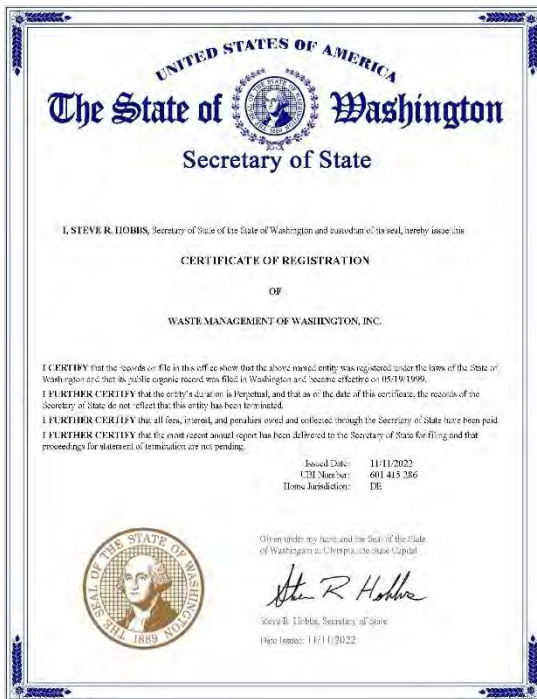 UNITED STATES OF AMERICA
The State of Washington
Secretary of State
I, STEVE R. HOBBS, Secretary of State of the State of Washington and custodian of its seal, hereby issue this
CERTIFICATE OF REGISTRATION
OF
WASTE MANAGEMENT OF WASHINGTON, INC.
I CERTIFY that the records on file in this office show that the above named entity was registered under the laws of the State of
Washington and that its public organic record was filed in Washington and became effective on 05/19/1999.
I FURTHER CERTIFY that the entity's duration is Perpetual, and that as of the date of this certificate, the records of the
Secretary of State do not reflect that this entity has been terminated.
I FURTHER CERTIFY that all fees, interest, and penalties owed and collected through the Secretary of State have been paid.
I FURTHER CERTIFY that the most recent annual report has been delivered to the Secretary of State for filing and that
proceedings for statement of termination are not pending.
Issued Date: 11/11/2022
UBI Number: 601 415 286
Home Jurisdiction: DE
Given under my hand and the Seal of the State
of Washington at Olympia, the State Capital
Steve R Hobbs
Steve R. Hobbs, Secretary of State
Date Issued: 11/11/2022
THE SEAL OF THE STATE OF WASHINGTON
1889